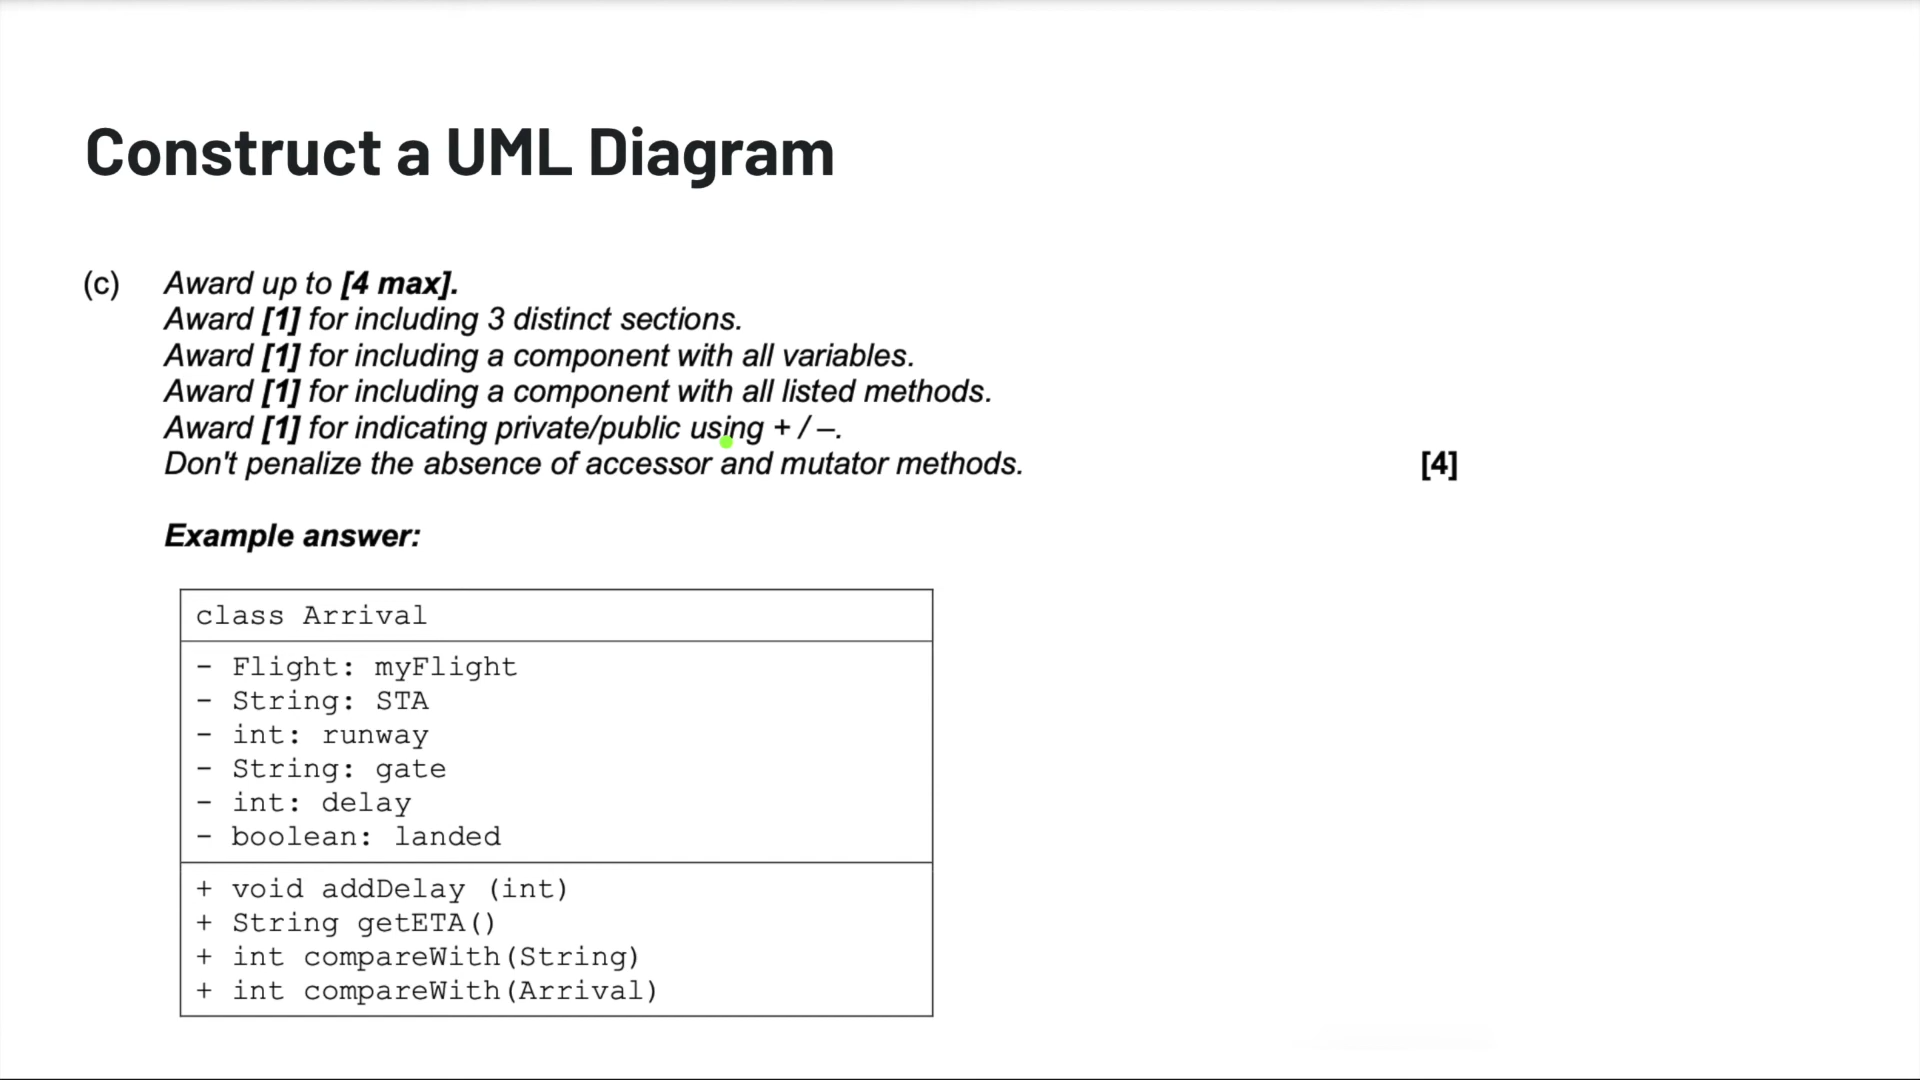 Construct a UML Diagram
(c) Award up to [4 max].
Award [1] for including 3 distinct sections.
Award [1] for including a component with all variables.
Award [1] for including a component with all listed methods.
Award [1] for indicating private/public using + / –.
Don't penalize the absence of accessor and mutator methods. [4]
Example answer:
class Arrival
- Flight: myFlight
- String: STA
- int: runway
- String: gate
- int: delay
- boolean: landed
+ void addDelay (int)
+ String getETA()
+ int compareWith(String)
+ int compareWith(Arrival)